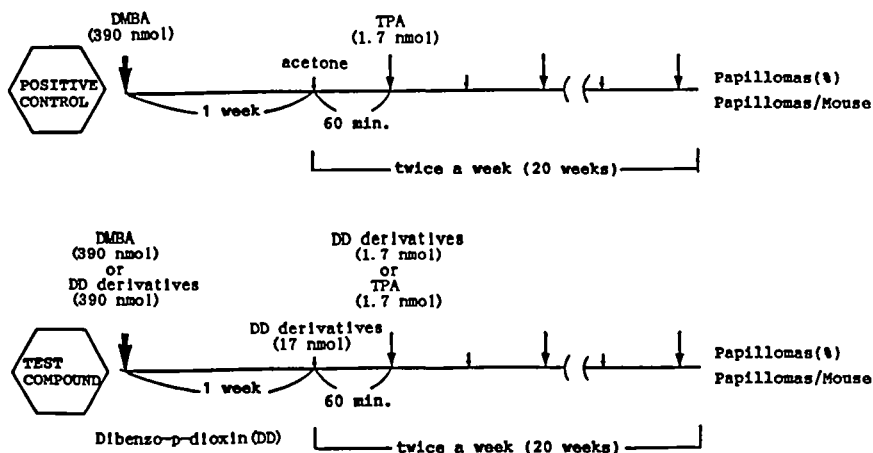 DMBA
(390 nmol)
TPA
(1.7 nmol)
acetone
POSITIVE
CONTROL
1 week
60 min.
Papillomas(%)
Papillomas/Mouse
twice a week (20 weeks)
DMBA
(390 nmol)
or
DD derivatives
(390 nmol)
DD derivatives
(1.7 nmol)
or
TPA
(1.7 nmol)
DD derivatives
(17 nmol)
TEST
COMPOUND
1 week
60 min.
Papillomas(%)
Papillomas/Mouse
Dibenzo-p-dioxin(DD)
twice a week (20 weeks)